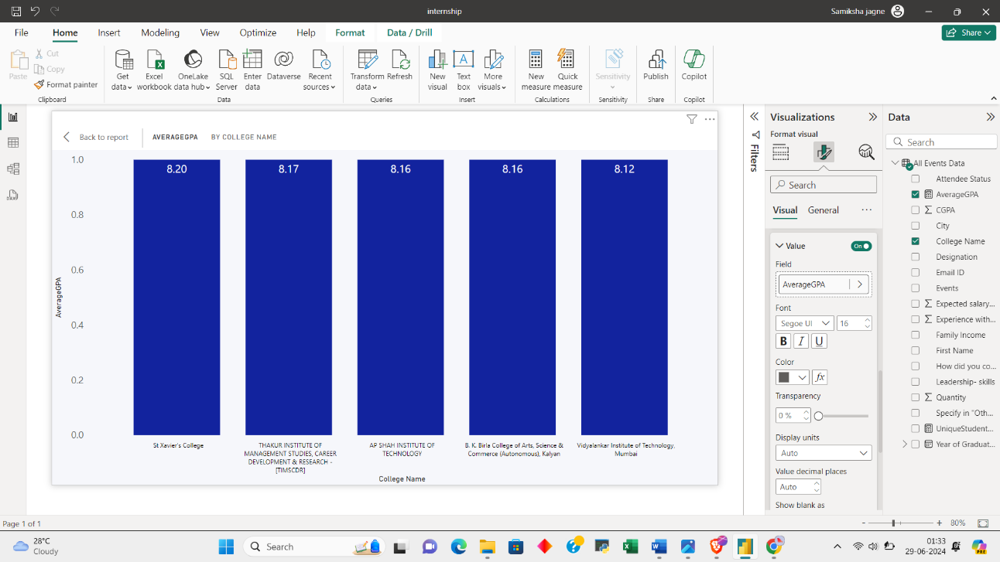 internship
Samiksha jagne
File Home Insert Modeling View Optimize Help Format Data / Drill
Share
Paste
Cut
Copy
Format painter
Clipboard
Get data
Excel workbook
OneLake data hub
SQL Server
Enter data
Dataverse
Recent sources
Data
Transform data
Refresh
Queries
New visual
Text box
More visuals
Insert
New measure
Quick measure
Calculations
Sensitivity
Sensitivity
Publish
Share
Copilot
Copilot
Back to report AVERAGEGPA BY COLLEGE NAME
AverageGPA
1.0
0.8
0.6
0.4
0.2
0.0
8.20 8.17 8.16 8.16 8.12
St Xavier's College
THAKUR INSTITUTE OF
MANAGEMENT STUDIES, CAREER
DEVELOPMENT & RESEARCH -
[TIMSCDR]
AP SHAH INSTITUTE OF
TECHNOLOGY
B. K. Birla College of Arts, Science &
Commerce (Autonomous), Kalyan
Vidyalankar Institute of Technology,
Mumbai
College Name
Filters
Visualizations
Format visual
Search
Visual General
Value On
Field
AverageGPA
Font
Segoe UI 16
B I U
Color
fx
Transparency
0 %
Display units
Auto
Value decimal places
Auto
Show blank as
Data
Search
All Events Data
Attendee Status
AverageGPA
CGPA
City
College Name
Designation
Email ID
Events
Expected salary...
Experience with...
Family Income
First Name
How did you co...
Leadership- skills
Quantity
Specify in "Oth...
UniqueStudent...
Year of Graduat...
Page 1 of 1
- + 80%
28°C
Cloudy
Search
01:33
29-06-2024